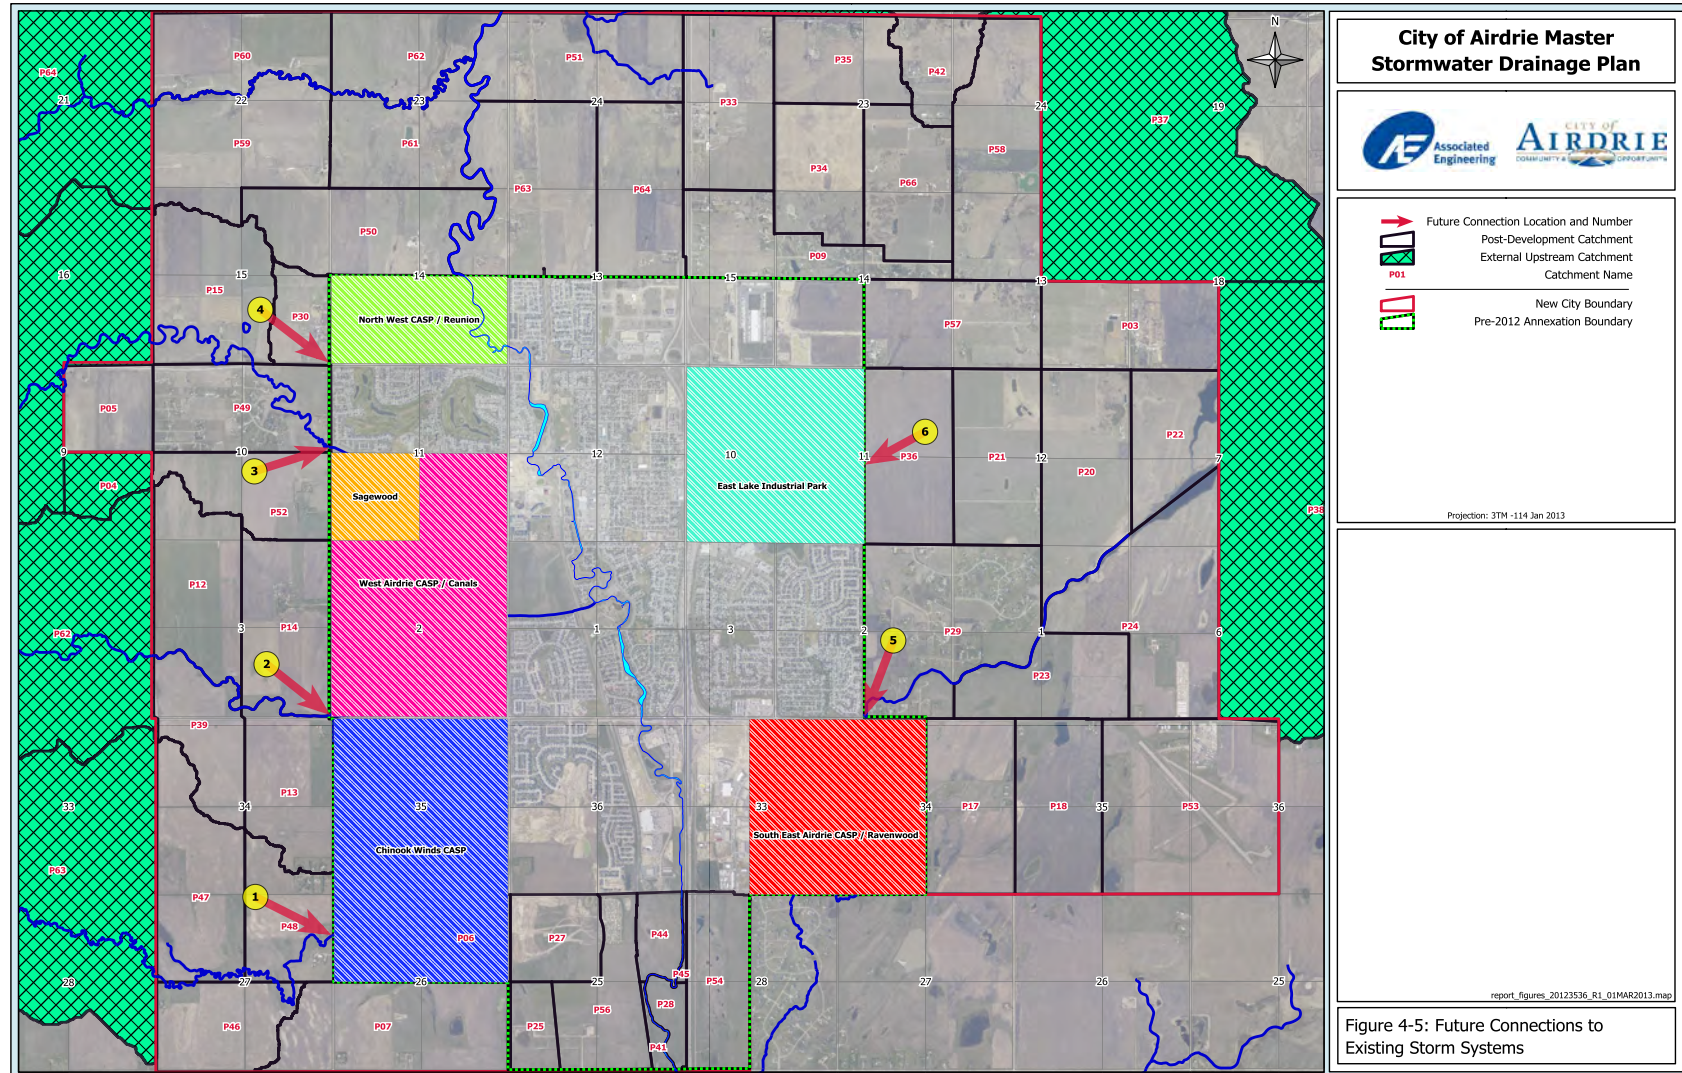 City of Airdrie Master
Stormwater Drainage Plan
Associated
Engineering
CITY of
AIRDRIE
COMMUNITY & OPPORTUNITY
Future Connection Location and Number
Post-Development Catchment
External Upstream Catchment
P01 Catchment Name
New City Boundary
Pre-2012 Annexation Boundary
Projection: 3TM -114 Jan 2013
report_figures_20123536_R1_01MAR2013.map
Figure 4-5: Future Connections to
Existing Storm Systems
N
P60 P62 P51 P35 P42
P64
21 22 23 24 P33 23 24 19
P37
P59 P61 P58
P63 P64 P34 P66
P50
P09
16 15 14 13 15 14 13 18
P15 4 P30 North West CASP / Reunion P57 P03
P05 P49
6
P22
9 10 11 12 10 11 P36 P21 12 P20 7
3
P04 Sagewood East Lake Industrial Park
P52 P38
P12 West Airdrie CASP / Canals
P62 3 P14 2 1 3 2 P29 1 P24 6
5
2
P23
P39
P13
33 34 35 36 33 34 P17 P18 35 P53 36
South East Airdrie CASP / Ravenwood
Chinook Winds CASP
P63
P47 1
P48 P06 P27 P44
28 27 26 25 P45 P54 28 27 26 25
P28
P46 P07 P25 P56
P41